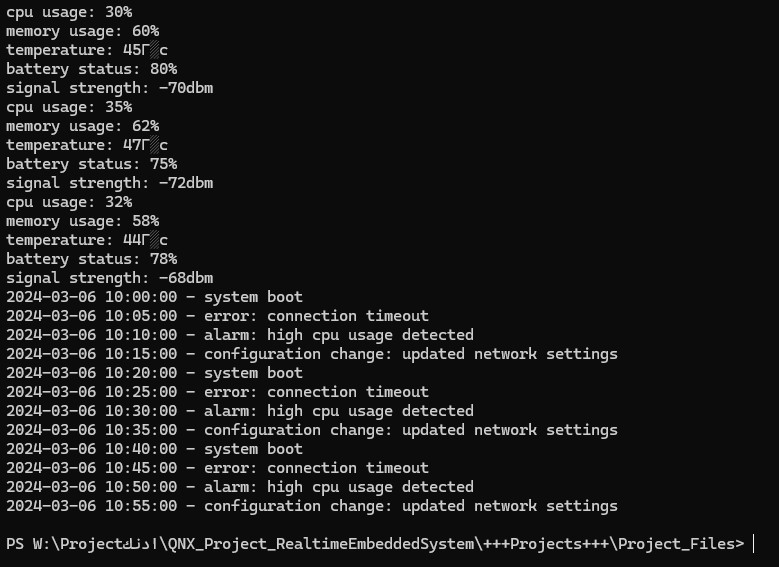 cpu usage: 30%
memory usage: 60%
temperature: 45Γ░c
battery status: 80%
signal strength: -70dbm
cpu usage: 35%
memory usage: 62%
temperature: 47Γ░c
battery status: 75%
signal strength: -72dbm
cpu usage: 32%
memory usage: 58%
temperature: 44Γ░c
battery status: 78%
signal strength: -68dbm
2024-03-06 10:00:00 - system boot
2024-03-06 10:05:00 - error: connection timeout
2024-03-06 10:10:00 - alarm: high cpu usage detected
2024-03-06 10:15:00 - configuration change: updated network settings
2024-03-06 10:20:00 - system boot
2024-03-06 10:25:00 - error: connection timeout
2024-03-06 10:30:00 - alarm: high cpu usage detected
2024-03-06 10:35:00 - configuration change: updated network settings
2024-03-06 10:40:00 - system boot
2024-03-06 10:45:00 - error: connection timeout
2024-03-06 10:50:00 - alarm: high cpu usage detected
2024-03-06 10:55:00 - configuration change: updated network settings
PS W:\Projectادنك\QNX_Project_RealtimeEmbeddedSystem\+++Projects+++\Project_Files>